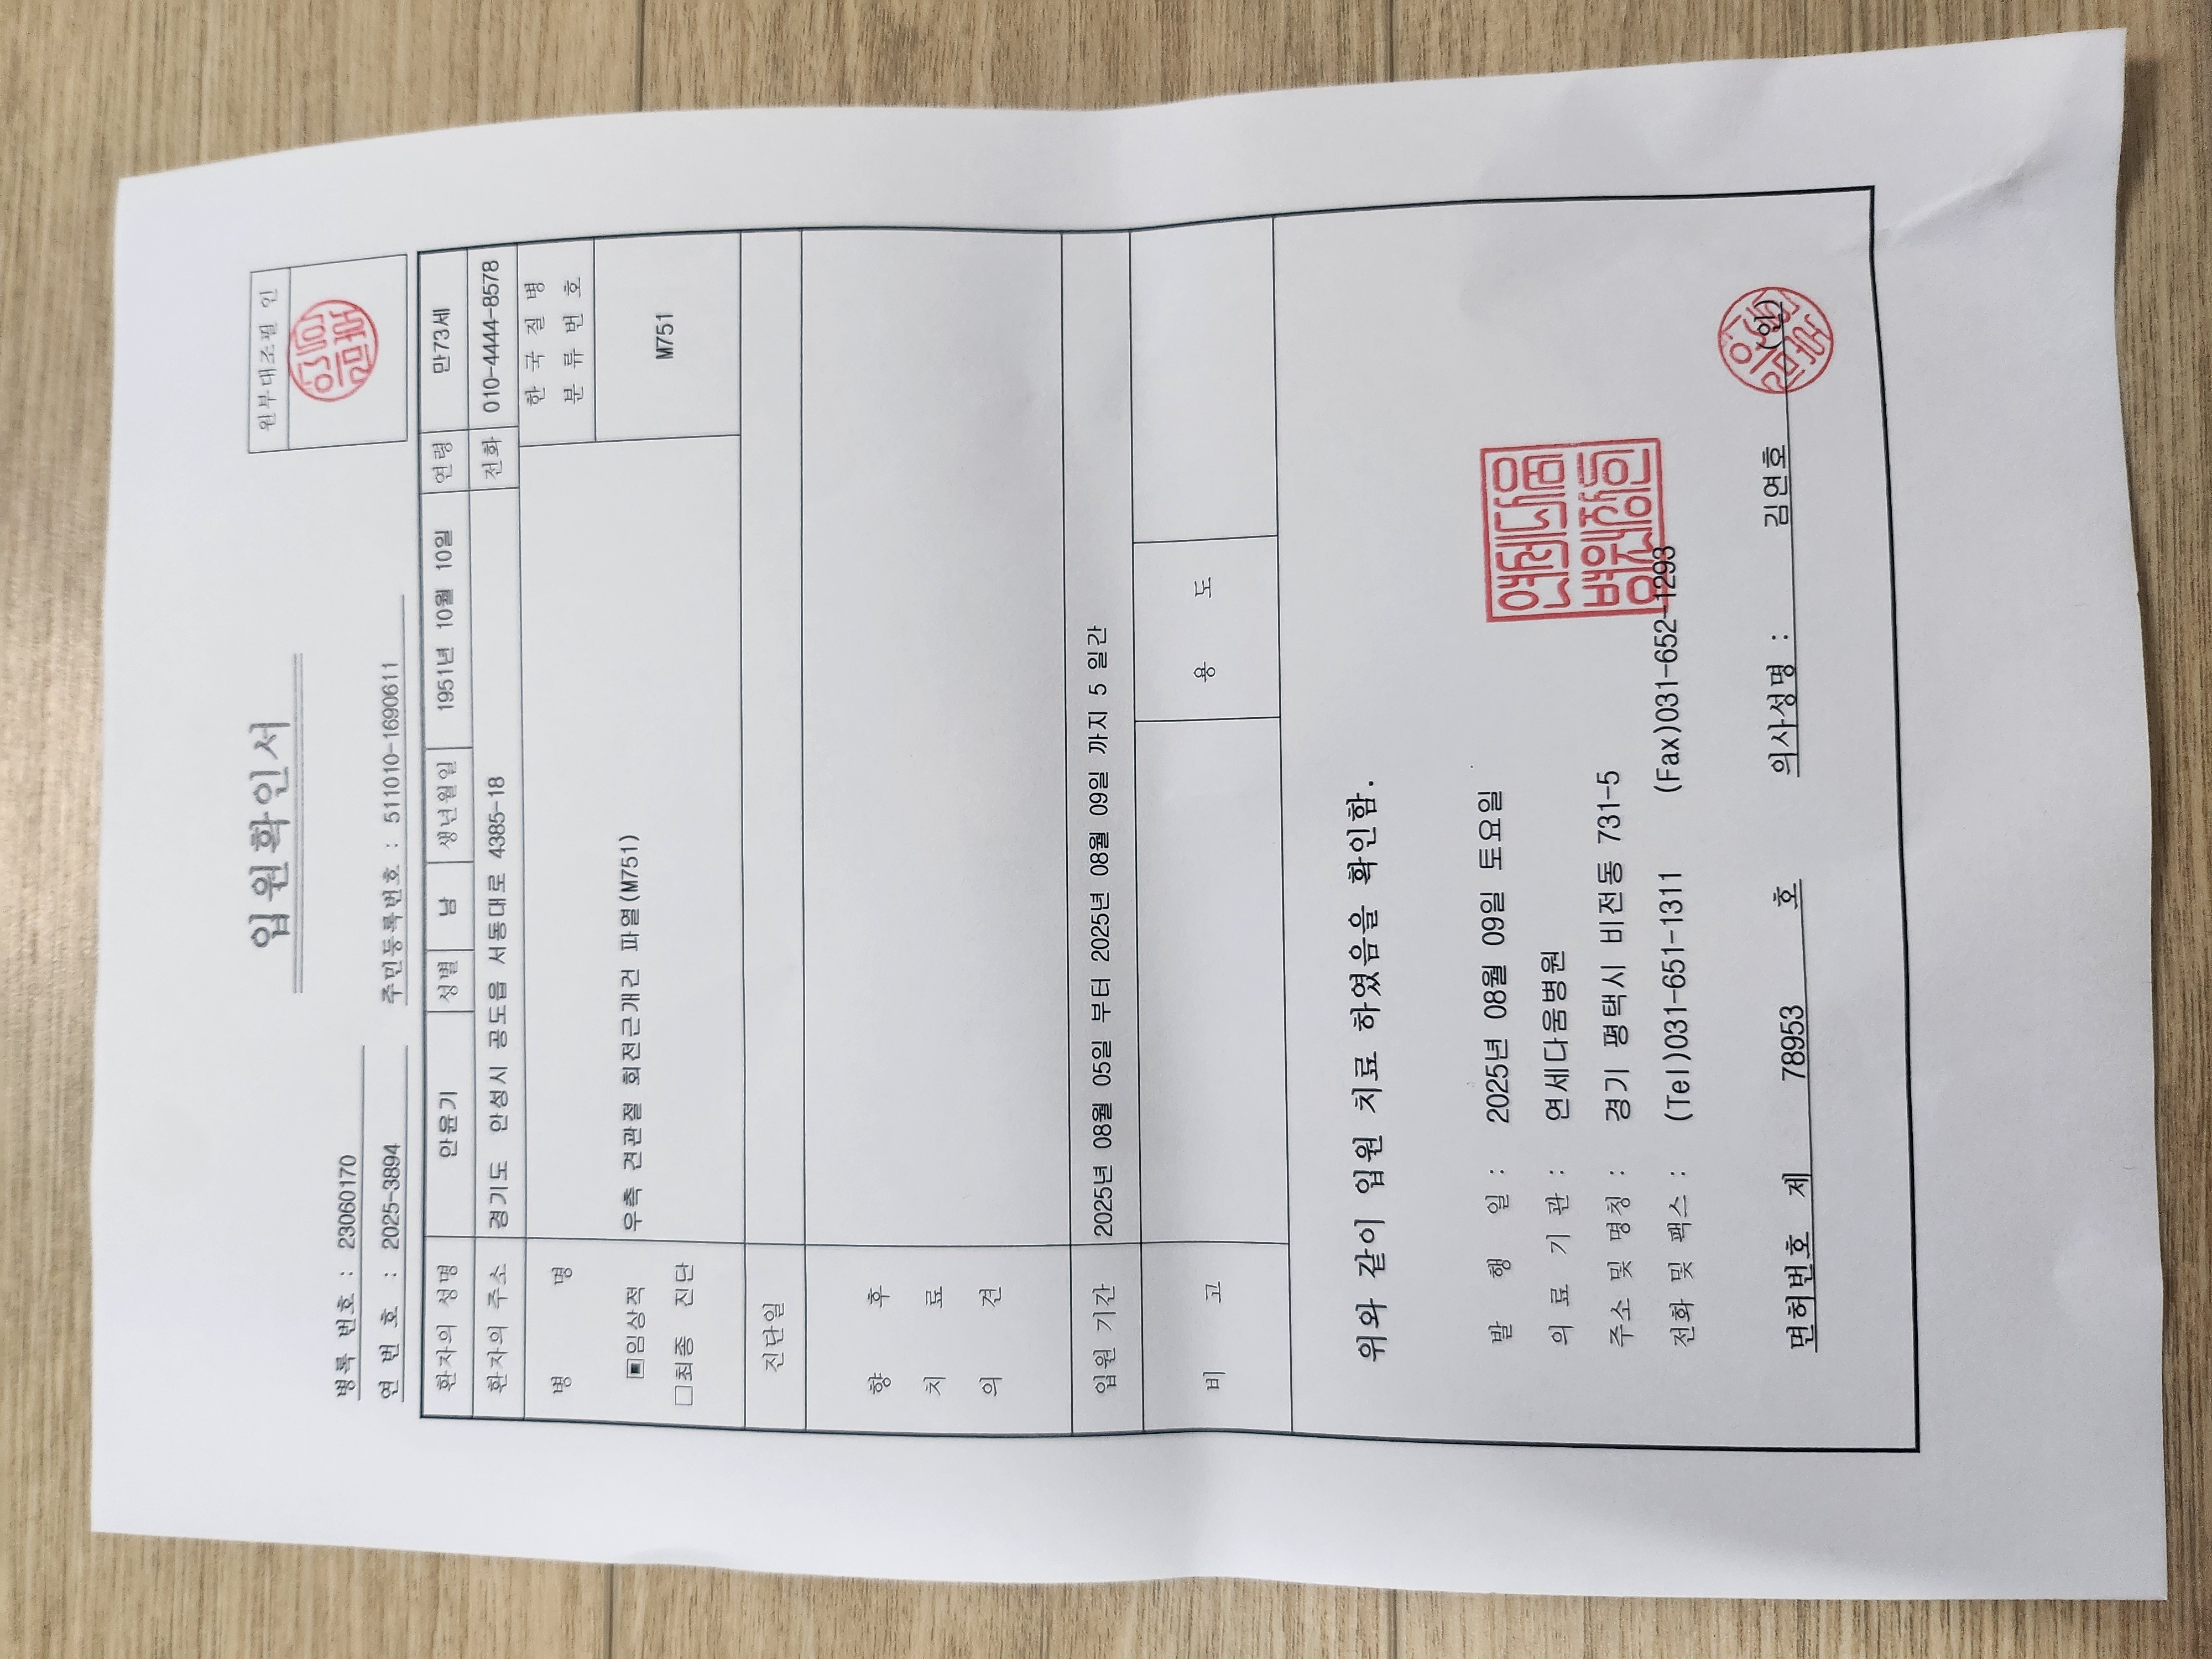 입원확인서
원부대조필 인
병록 번호 : 23060170
연 번 호 : 2025-3894
주민등록번호 : 511010-1690611
환자의 성명 안윤기 성별 남 생년월일 1951년 10월 10일 연령 만73세
환자의 주소 경기도 안성시 공도읍 서동대로 4385-18 전화 010-4444-8578
병 명
한국질병
분류번호
▣임상적
□최종 진단
우측 견관절 회전근개건 파열(M751)
M751
진단일
향 후
치 료
의 견
입원 기간 2025년 08월 05일 부터 2025년 08월 09일 까지 5 일간
비 고 용 도
위와 같이 입원 치료 하였음을 확인함.
발 행 일 : 2025년 08월 09일 토요일
의 료 기 관 : 연세다움병원
주소 및 명칭 : 경기 평택시 비전동 731-5
전화 및 팩스 : (Tel)031-651-1311 (Fax)031-652-1293
연세다움
병원장의인
면허번호 제 78953 호 의사성명 : 김연호 (인)